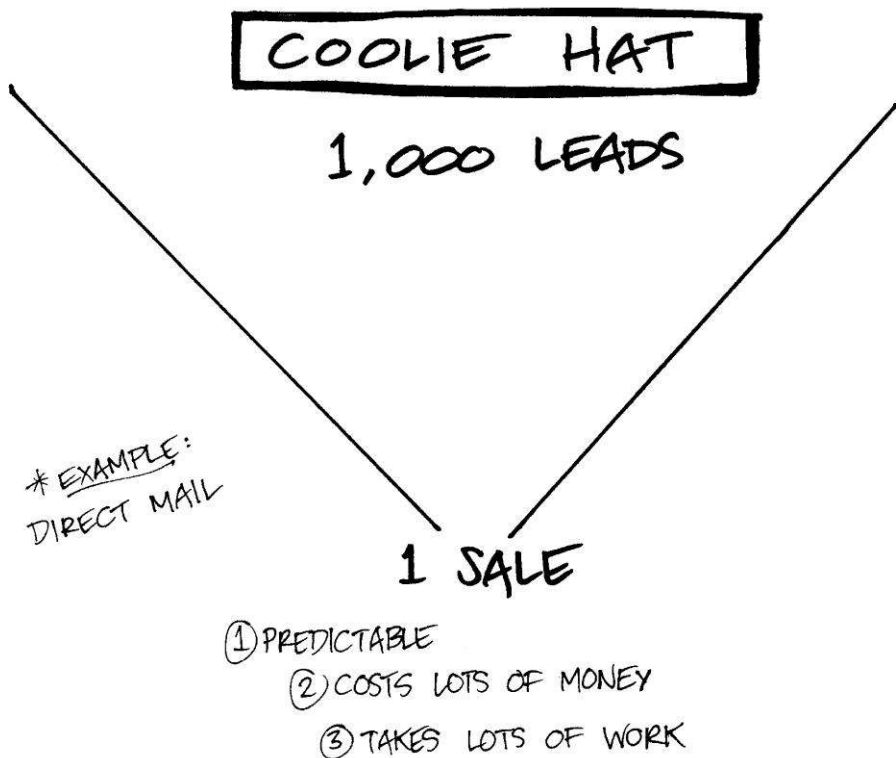 COOLIE HAT
1,000 LEADS
* EXAMPLE:
DIRECT MAIL
1 SALE
① PREDICTABLE
② COSTS LOTS OF MONEY
③ TAKES LOTS OF WORK